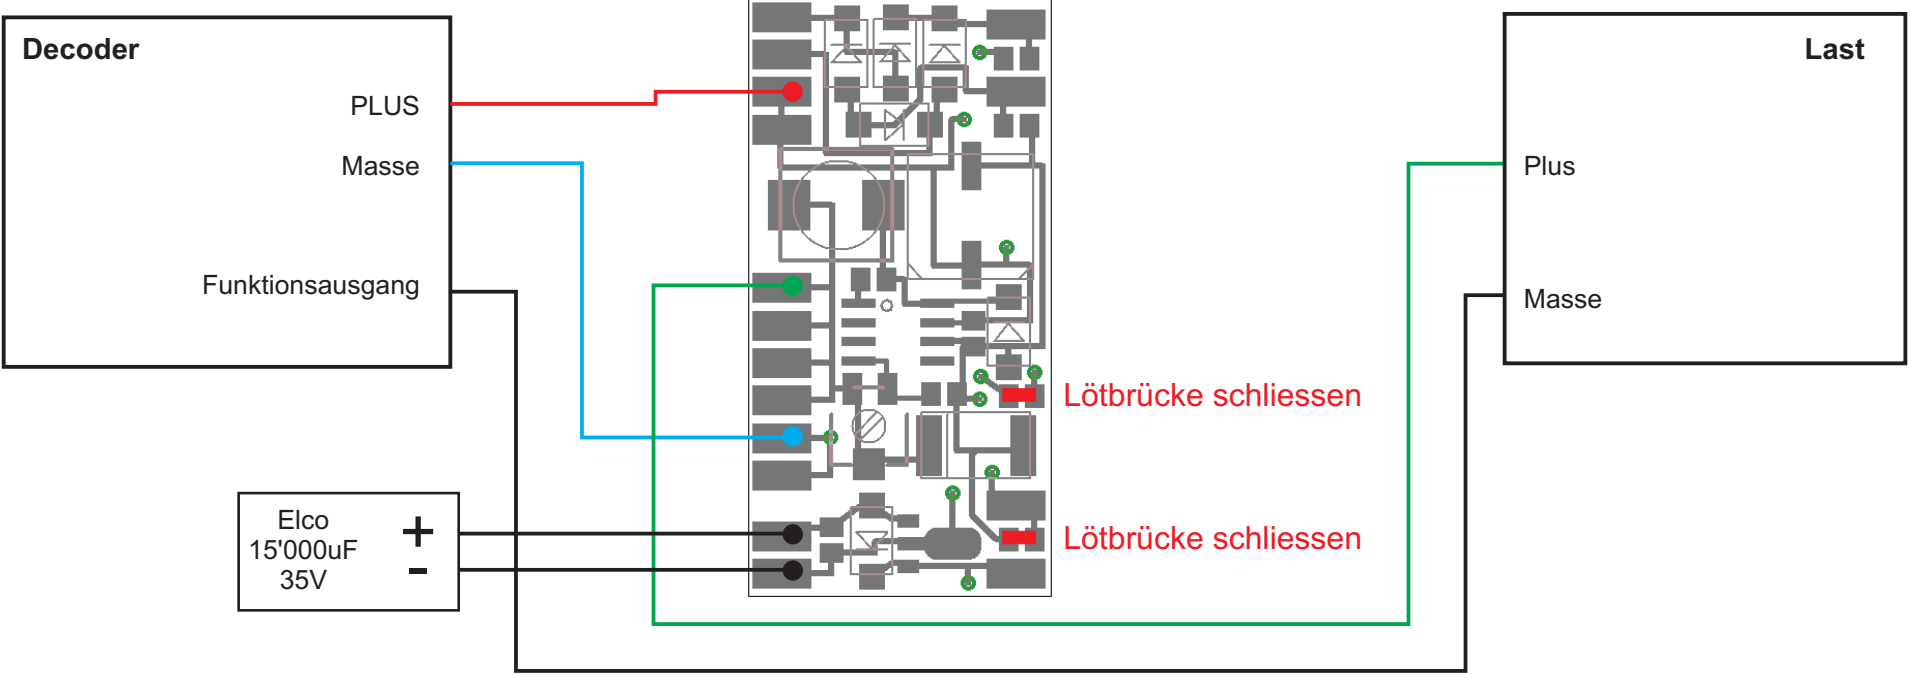 Decoder
PLUS
Masse
Funktionsausgang
Elco
15'000uF
35V
+
-
Lötbrücke schliessen
Lötbrücke schliessen
Last
Plus
Masse